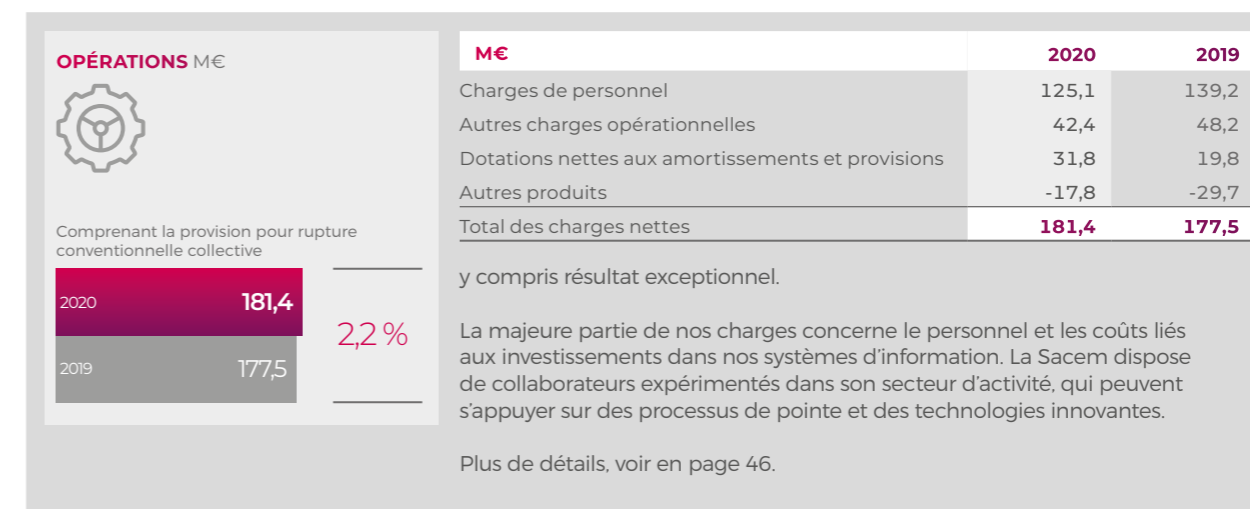 OPÉRATIONS M€
Comprenant la provision pour rupture
conventionnelle collective
2020 181,4
2019 177,5
2,2 %
M€ 2020 2019
Charges de personnel 125,1 139,2
Autres charges opérationnelles 42,4 48,2
Dotations nettes aux amortissements et provisions 31,8 19,8
Autres produits -17,8 -29,7
Total des charges nettes 181,4 177,5
y compris résultat exceptionnel.
La majeure partie de nos charges concerne le personnel et les coûts liés
aux investissements dans nos systèmes d'information. La Sacem dispose
de collaborateurs expérimentés dans son secteur d'activité, qui peuvent
s'appuyer sur des processus de pointe et des technologies innovantes.
Plus de détails, voir en page 46.